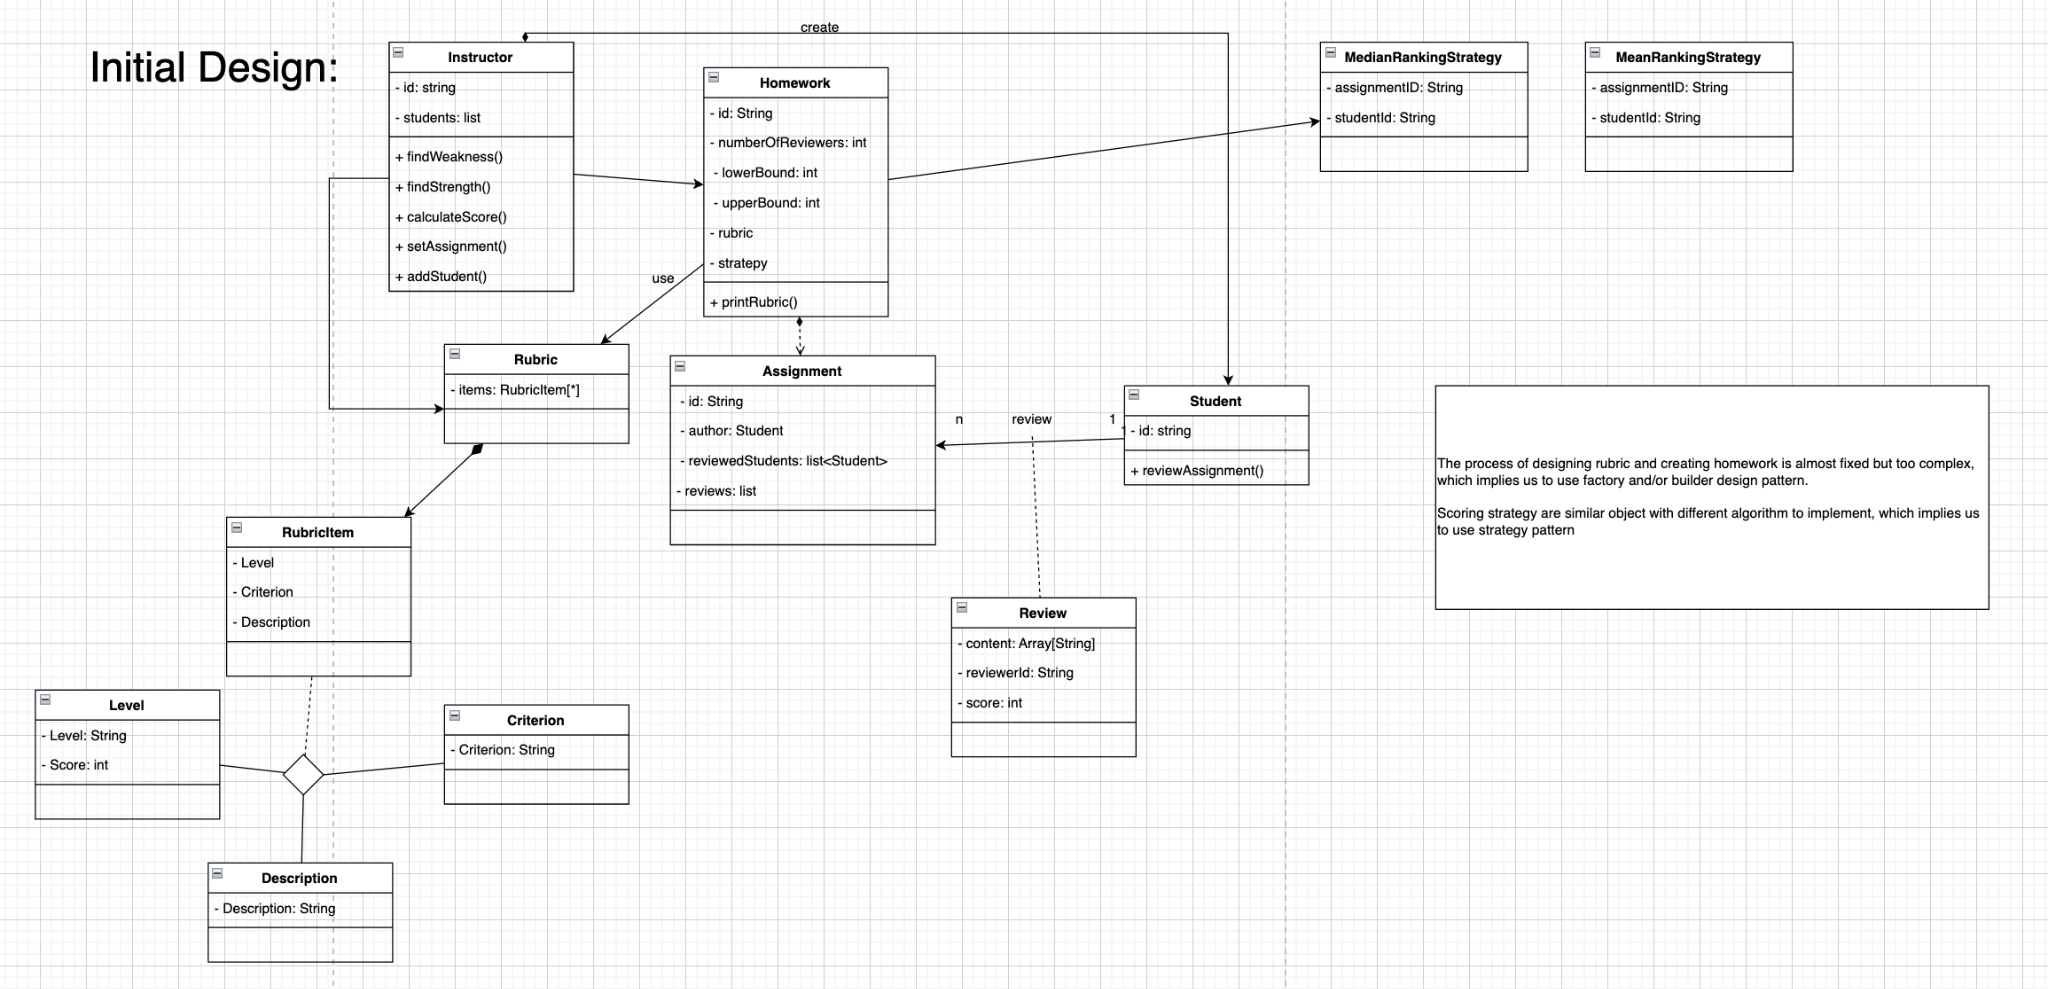 Initial Design:
create
Instructor
- id: string
- students: list
+ findWeakness()
+ findStrength()
+ calculateScore()
+ setAssignment()
+ addStudent()
Homework
- id: String
- numberOfReviewers: int
- lowerBound: int
- upperBound: int
- rubric
- stratepy
+ printRubric()
MedianRankingStrategy
- assignmentID: String
- studentId: String
MeanRankingStrategy
- assignmentID: String
- studentId: String
use
Rubric
- items: RubricItem[*]
Assignment
- id: String
- author: Student
- reviewedStudents: list<Student>
- reviews: list
n
review
1
1
Student
- id: string
+ reviewAssignment()
The process of designing rubric and creating homework is almost fixed but too complex,
which implies us to use factory and/or builder design pattern.
Scoring strategy are similar object with different algorithm to implement, which implies us
to use strategy pattern
RubricItem
- Level
- Criterion
- Description
Review
- content: Array[String]
- reviewerId: String
- score: int
Level
- Level: String
- Score: int
Criterion
- Criterion: String
Description
- Description: String